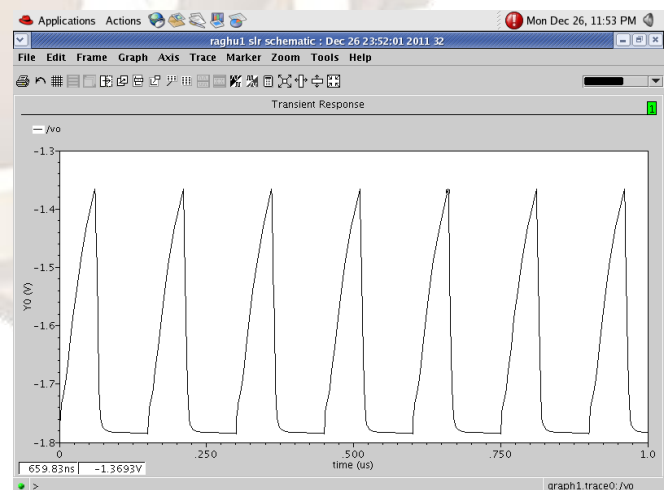 Applications Actions Mon Dec 26, 11:53 PM
raghu1 slr schematic : Dec 26 23:52:01 2011 32
File Edit Frame Graph Axis Trace Marker Zoom Tools Help
Transient Response
1
/vo
-1.3
-1.4
-1.5
-1.6
-1.7
-1.8
Y0 (V)
0 .250 .500 .750 1.0
time (us)
659.83ns -1.3693V
> graph1.trace0:/vo